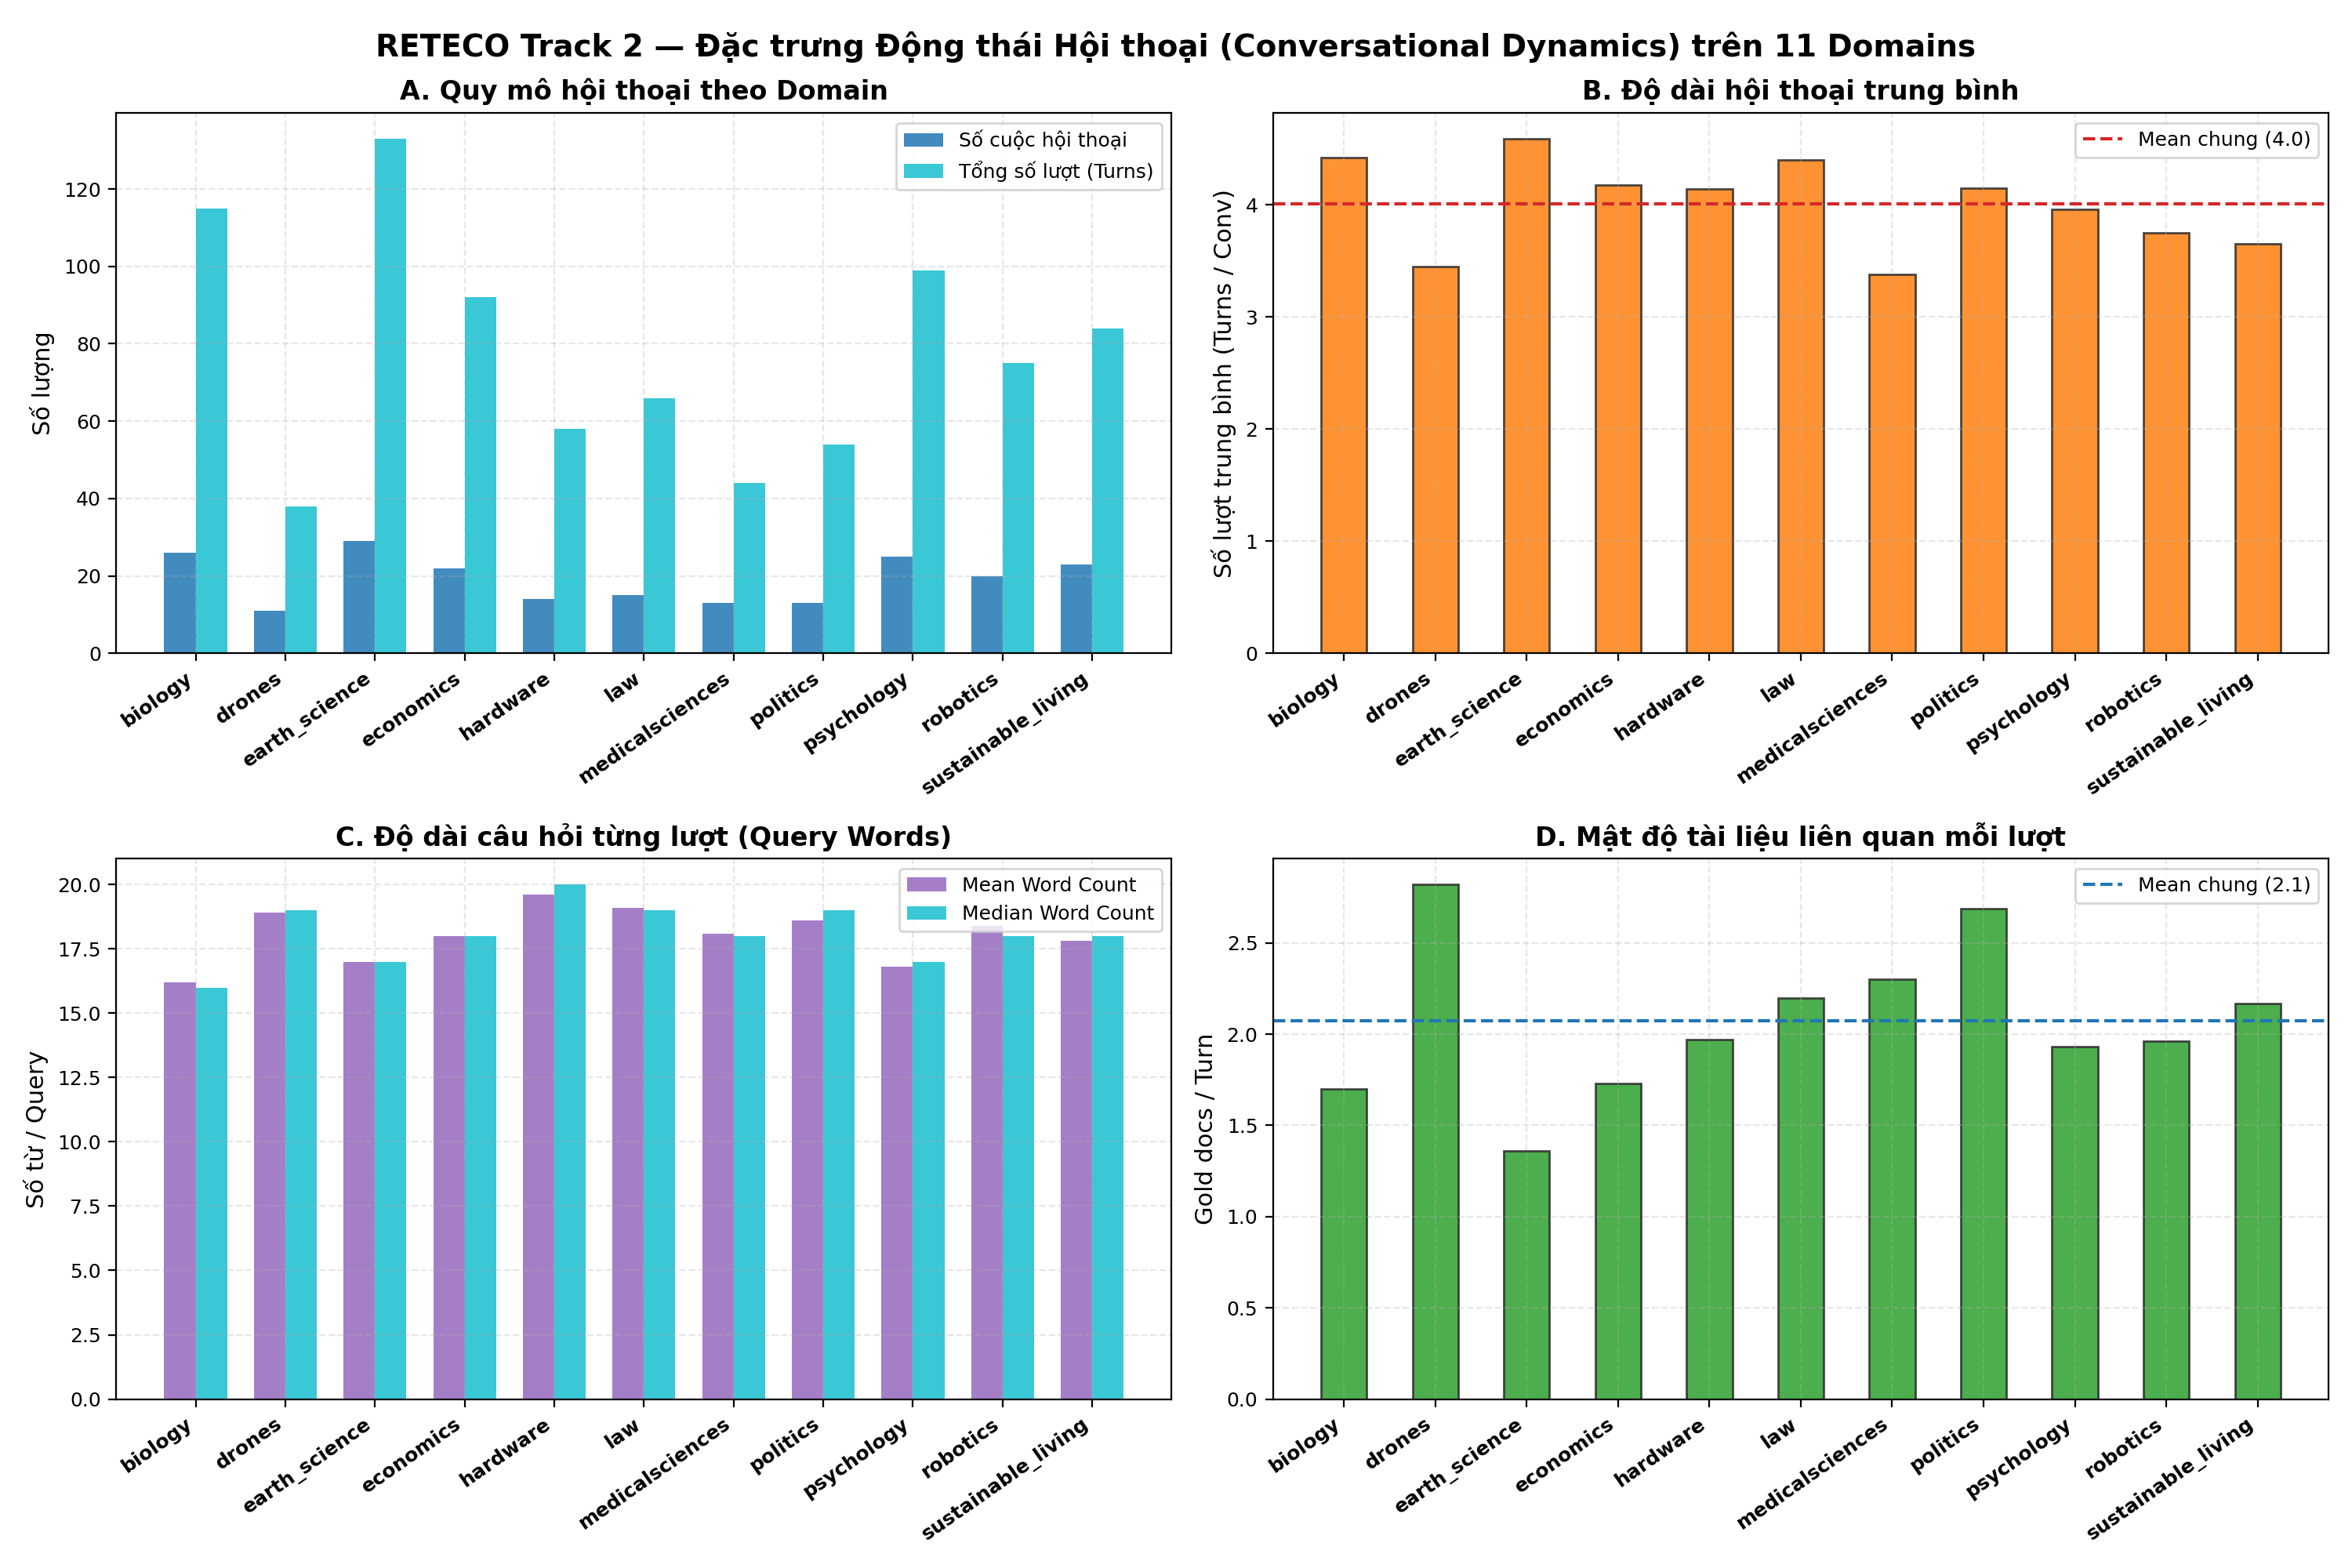 RETECO Track 2 — Đặc trưng Động thái Hội thoại (Conversational Dynamics) trên 11 Domains
A. Quy mô hội thoại theo Domain
Số lượng
120
100
80
60
40
20
0
Số cuộc hội thoại
Tổng số lượt (Turns)
biology
drones
earth_science
economics
hardware
law
medicalsciences
politics
psychology
robotics
sustainable_living
B. Độ dài hội thoại trung bình
Số lượt trung bình (Turns / Conv)
4
3
2
1
0
Mean chung (4.0)
biology
drones
earth_science
economics
hardware
law
medicalsciences
politics
psychology
robotics
sustainable_living
C. Độ dài câu hỏi từng lượt (Query Words)
Số từ / Query
20.0
17.5
15.0
12.5
10.0
7.5
5.0
2.5
0.0
Mean Word Count
Median Word Count
biology
drones
earth_science
economics
hardware
law
medicalsciences
politics
psychology
robotics
sustainable_living
D. Mật độ tài liệu liên quan mỗi lượt
Gold docs / Turn
2.5
2.0
1.5
1.0
0.5
0.0
Mean chung (2.1)
biology
drones
earth_science
economics
hardware
law
medicalsciences
politics
psychology
robotics
sustainable_living